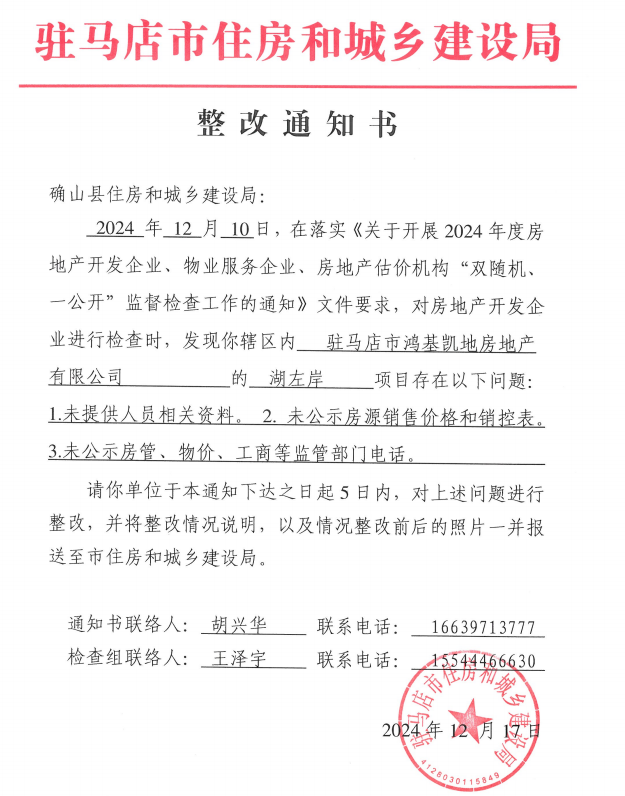 驻马店市住房和城乡建设局
整改通知书
确山县住房和城乡建设局：
2024 年 12 月 10 日，在落实《关于开展 2024 年度房
地产开发企业、物业服务企业、房地产估价机构“双随机、
一公开”监督检查工作的通知》文件要求，对房地产开发企
业进行检查时，发现你辖区内 驻马店市鸿基凯地房地产
有限公司 的 湖左岸 项目存在以下问题：
1.未提供人员相关资料。 2. 未公示房源销售价格和销控表。
3.未公示房管、物价、工商等监管部门电话。
请你单位于本通知下达之日起 5 日内，对上述问题进行
整改，并将整改情况说明，以及情况整改前后的照片一并报
送至市住房和城乡建设局。
通知书联络人： 胡兴华 联系电话： 16639713777
检查组联络人： 王泽宇 联系电话： 15544466630
2024 年 12 月 17 日
驻马店市住房和城乡建设局
4128030115849